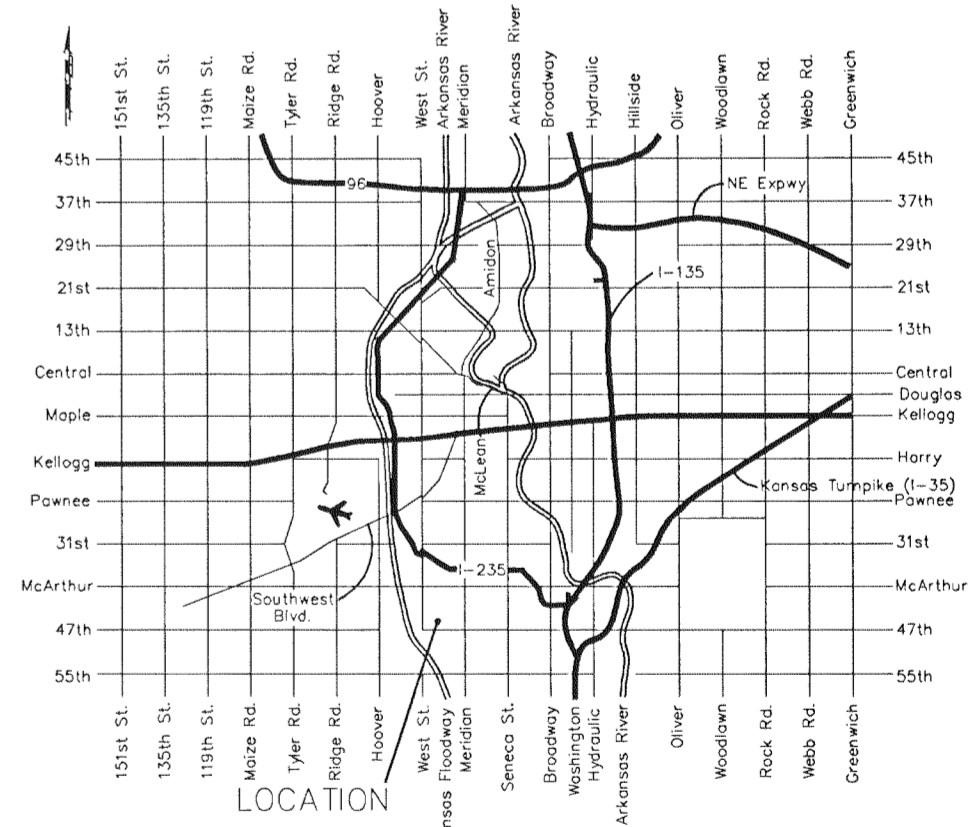 151st St.
135th St.
119th St.
Maize Rd.
Tyler Rd.
Ridge Rd.
Hoover
West St.
Arkansas River
Meridian
Arkansas River
Broadway
Hydraulic
Hillside
Oliver
Woodlawn
Rock Rd.
Webb Rd.
Greenwich
45th
96
45th
37th
NE Expwy
37th
29th
29th
Amidon
I-135
21st
21st
13th
13th
Central
Central
Douglas
Maple
Kellogg
McLean
Kellogg
Harry
Kansas Turnpike (I-35)
Pawnee
Pawnee
31st
31st
I-235
McArthur
McArthur
Southwest
Blvd.
47th
47th
55th
55th
151st St.
135th St.
119th St.
Maize Rd.
Tyler Rd.
Ridge Rd.
Hoover
West St.
nsas Floodway
Meridian
Seneca St.
Broadway
Washington
Hydraulic
Arkansas River
Oliver
Woodlawn
Rock Rd.
Webb Rd.
Greenwich
LOCATION